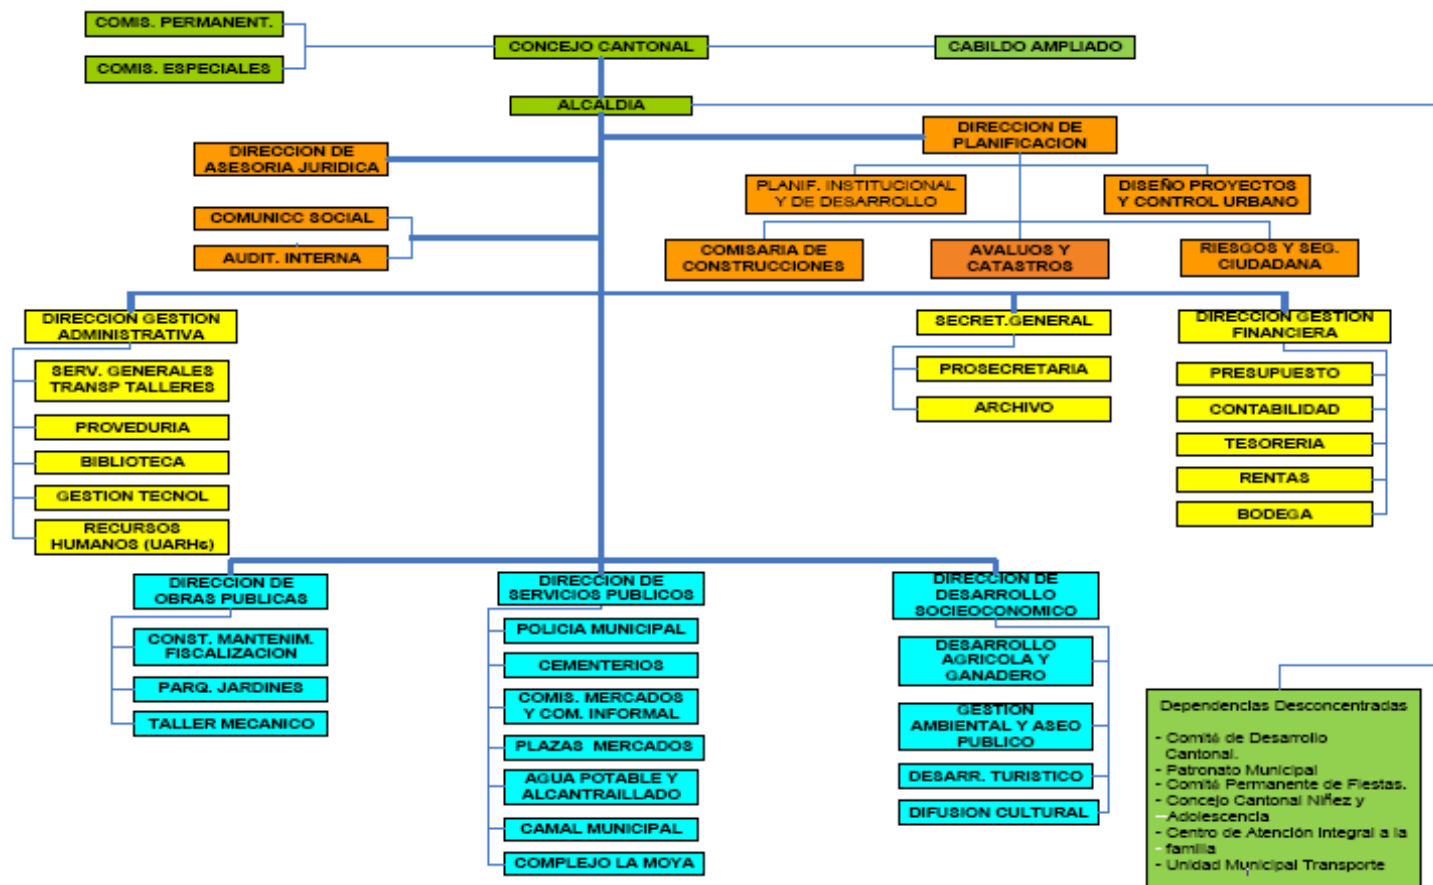 COMIS. PERMANENT.
CONCEJO CANTONAL
CABILDO AMPLIADO
COMIS. ESPECIALES
ALCALDIA
DIRECCION DE
PLANIFICACION
DIRECCION DE
ASESORIA JURIDICA
PLANIF. INSTITUCIONAL
Y DE DESARROLLO
DISEÑO PROYECTOS
Y CONTROL URBANO
COMUNICC SOCIAL
AUDIT. INTERNA
COMISARIA DE
CONSTRUCCIONES
AVALUOS Y
CATASTROS
RIESGOS Y SEG.
CIUDADANA
DIRECCION GESTION
ADMINISTRATIVA
SERV. GENERALES
TRANSP TALLERES
PROVEDURIA
BIBLIOTECA
GESTION TECNOL
RECURSOS
HUMANOS (UARHs)
SECRET.GENERAL
PROSECRETARIA
ARCHIVO
DIRECCION GESTION
FINANCIERA
PRESUPUESTO
CONTABILIDAD
TESORERIA
RENTAS
BODEGA
DIRECCION DE
OBRAS PUBLICAS
CONST. MANTENIM.
FISCALIZACION
PARQ. JARDINES
TALLER MECANICO
DIRECCION DE
SERVICIOS PUBLICOS
POLICIA MUNICIPAL
CEMENTERIOS
COMIS. MERCADOS
Y COM. INFORMAL
PLAZAS MERCADOS
AGUA POTABLE Y
ALCANTRAILLADO
CAMAL MUNICIPAL
COMPLEJO LA MOYA
DIRECCION DE
DESARROLLO
SOCIEOCONOMICO
DESARROLLO
AGRICOLA Y
GANADERO
GESTION
AMBIENTAL Y ASEO
PUBLICO
DESARR. TURISTICO
DIFUSION CULTURAL
Dependencias Desconcentradas
- Comité de Desarrollo
Cantonal.
- Patronato Municipal
- Comité Permanente de Fiestas.
- Concejo Cantonal Niñez y
Adolescencia
- Centro de Atención Integral a la
- familia
- Unidad Municipal Transporte